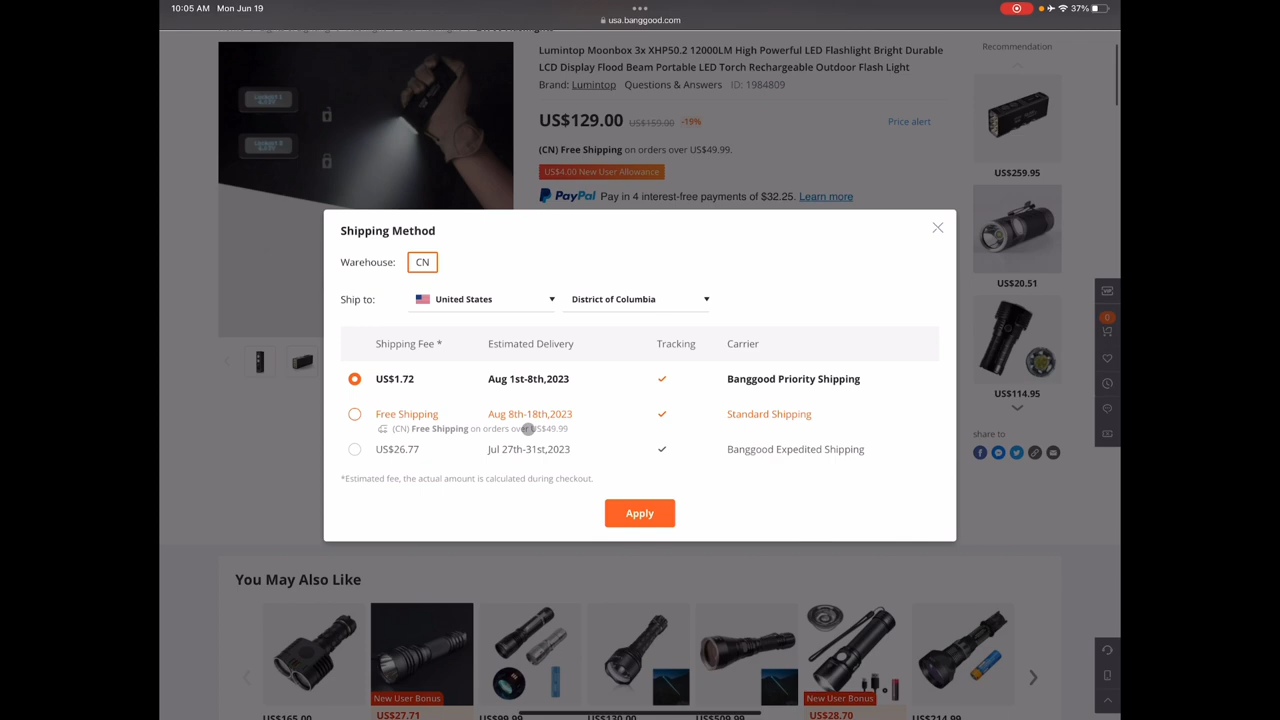 10:05 AM Mon Jun 19
37%
usa.banggood.com
Lumintop Moonbox 3x XHP50.2 12000LM High Powerful LED Flashlight Bright Durable
LCD Display Flood Beam Portable LED Torch Rechargeable Outdoor Flash Light
Brand: Lumintop Questions & Answers ID: 1984809
US$129.00 US$159.00 -19% Price alert
(CN) Free Shipping on orders over US$49.99.
US$4.00 New User Allowance
PayPal Pay in 4 interest-free payments of $32.25. Learn more
Recommendation
US$259.95
US$20.51
US$114.95
share to
0
Shipping Method
Warehouse: CN
Ship to: United States District of Columbia
Shipping Fee * Estimated Delivery Tracking Carrier
US$1.72 Aug 1st-8th,2023 Banggood Priority Shipping
Free Shipping Aug 8th-18th,2023 Standard Shipping
(CN) Free Shipping on orders over US$49.99
US$26.77 Jul 27th-31st,2023 Banggood Expedited Shipping
*Estimated fee, the actual amount is calculated during checkout.
Apply
You May Also Like
New User Bonus New User Bonus
US$165.00 US$27.71 US$99.99 US$130.00 US$509.99 US$28.70 US$214.99